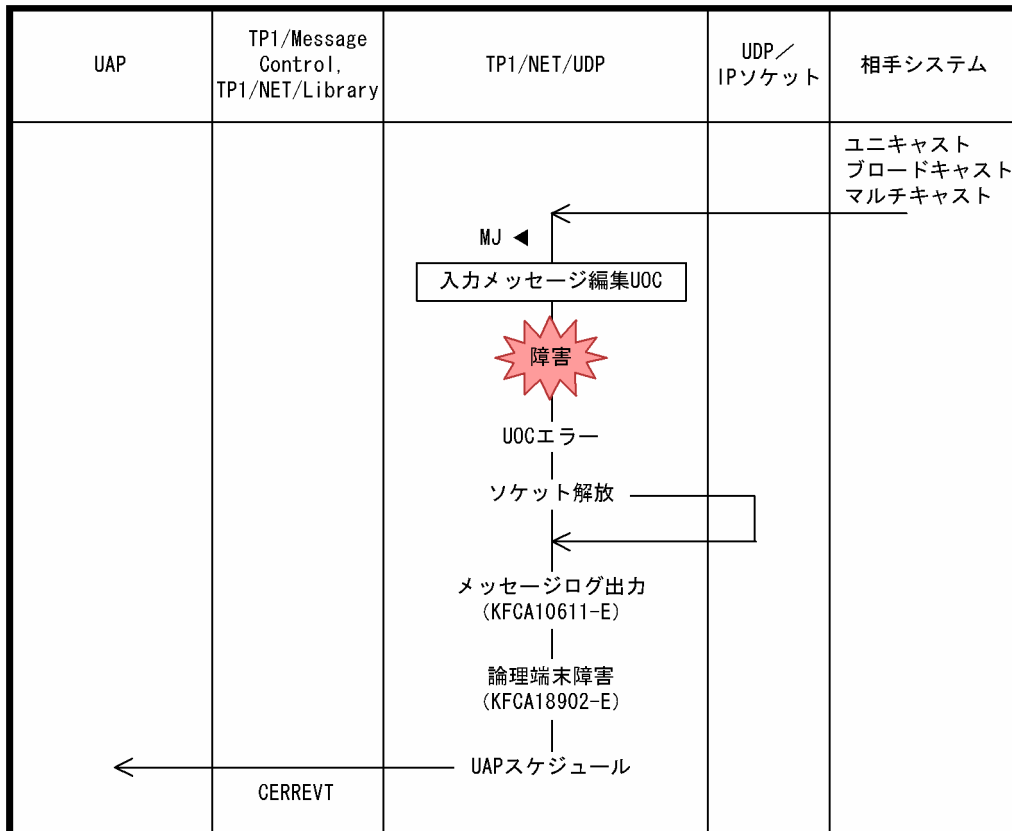 UAP
TP1/Message
Control,
TP1/NET/Library
TP1/NET/UDP
UDP／
IPソケット
相手システム
ユニキャスト
ブロードキャスト
マルチキャスト
MJ
入力メッセージ編集UOC
障害
UOCエラー
ソケット解放
メッセージログ出力
(KFCA10611-E)
論理端末障害
(KFCA18902-E)
UAPスケジュール
CERREVT